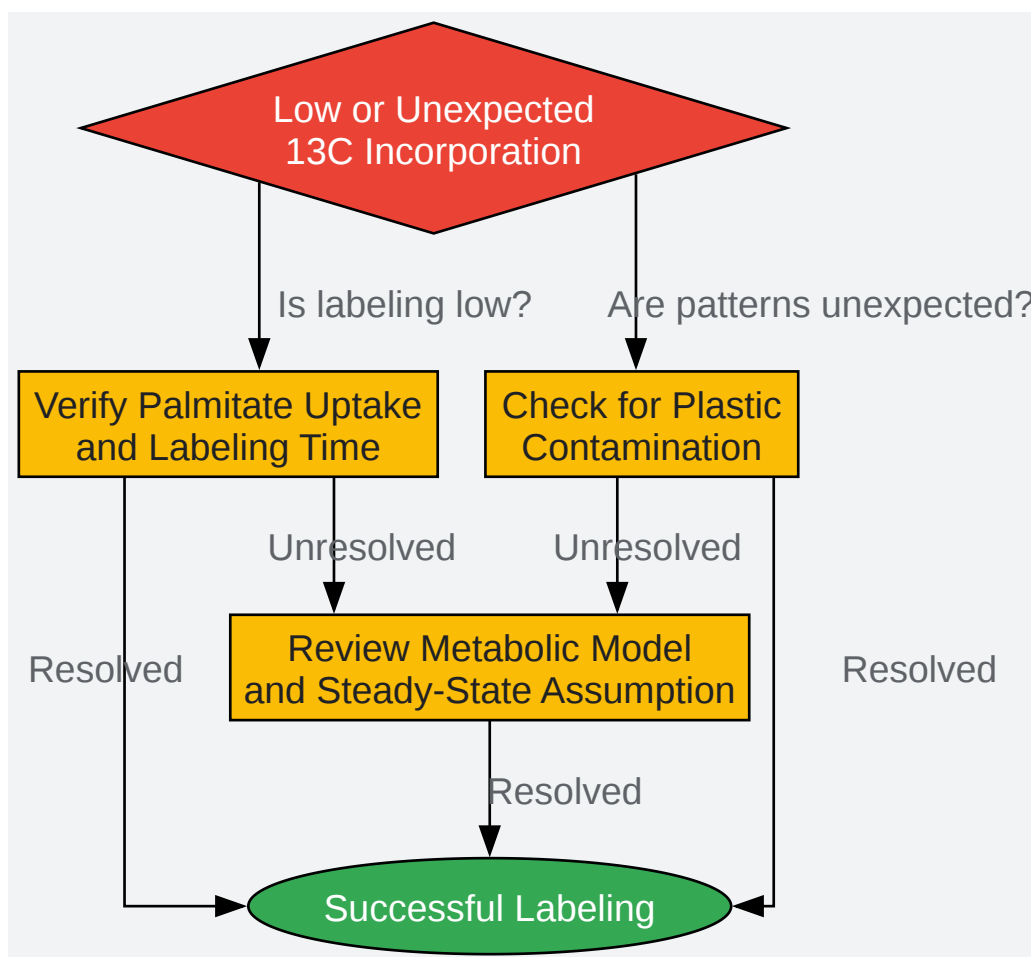 Low or Unexpected
13C Incorporation
Is labeling low?
Are patterns unexpected?
Verify Palmitate Uptake
and Labeling Time
Check for Plastic
Contamination
Unresolved
Unresolved
Resolved
Review Metabolic Model
and Steady-State Assumption
Resolved
Resolved
Successful Labeling